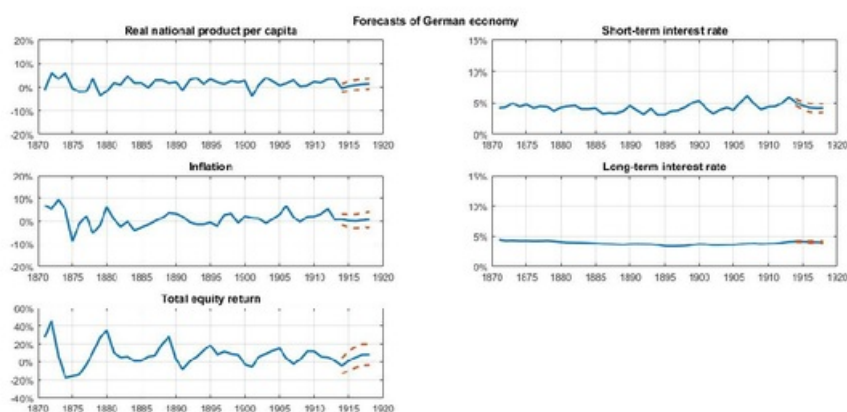 Forecasts of German economy
Real national product per capita
20%
10%
0%
-10%
-20%
1870 1875 1880 1885 1890 1895 1900 1905 1910 1915 1920
Short-term interest rate
15%
10%
5%
0%
1870 1875 1880 1885 1890 1895 1900 1905 1910 1915 1920
Inflation
20%
10%
0%
-10%
-20%
1870 1875 1880 1885 1890 1895 1900 1905 1910 1915 1920
Long-term interest rate
15%
10%
5%
0%
1870 1875 1880 1885 1890 1895 1900 1905 1910 1915 1320
Total equity return
60%
40%
20%
0%
-20%
-40%
1870 1875 1880 1885 1890 1895 1900 1905 1910 1915 1920